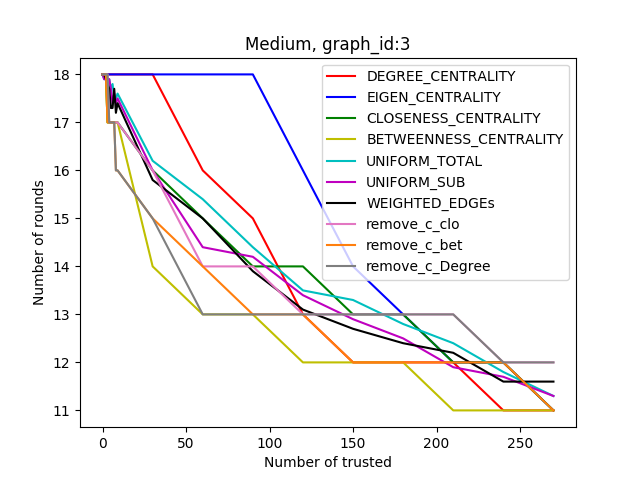 Medium, graph_id:3
Number of rounds
18
17
16
15
14
13
12
11
DEGREE_CENTRALITY
EIGEN_CENTRALITY
CLOSENESS_CENTRALITY
BETWEENNESS_CENTRALITY
UNIFORM_TOTAL
UNIFORM_SUB
WEIGHTED_EDGEs
remove_c_clo
remove_c_bet
remove_c_Degree
0 50 100 150 200 250
Number of trusted